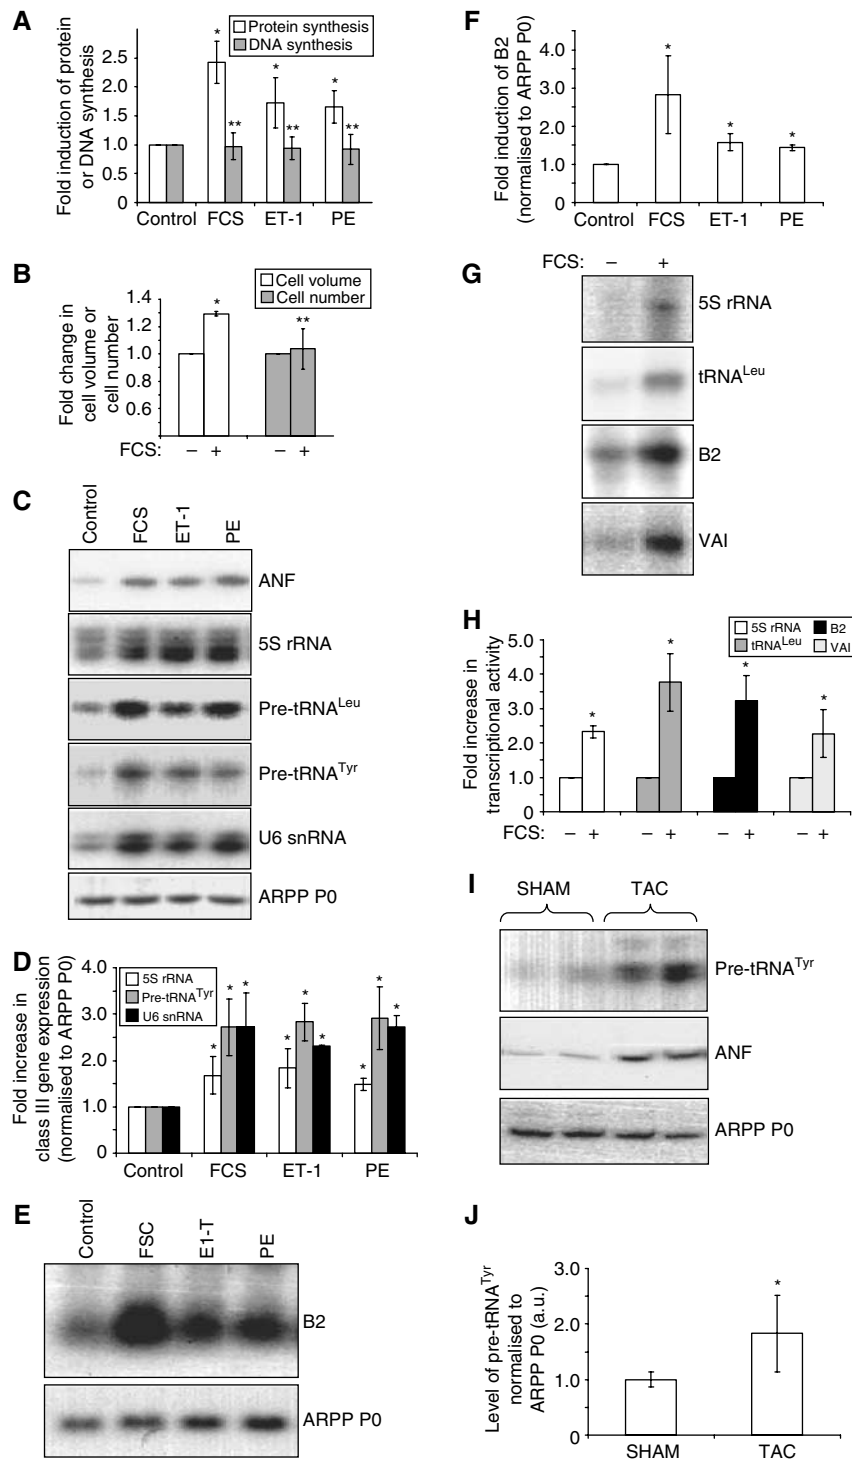 A
Fold induction of protein
or DNA synthesis
Protein synthesis
DNA synthesis
2.5
2.0
1.5
1.0
0.5
0
* ** * ** * **
Control FCS ET-1 PE
B
Fold change in
cell volume or
cell number
Cell volume
Cell number
1.4
1.2
1.0
0.8
0.6
* **
FCS: − + − +
C
Control FCS ET-1 PE
ANF
5S rRNA
Pre-tRNALeu
Pre-tRNATyr
U6 snRNA
ARPP P0
D
Fold increase in
class III gene expression
(normalised to ARPP P0)
5S rRNA
Pre-tRNATyr
U6 snRNA
4.0
3.0
2.0
1.0
0
* * * * * * * * *
Control FCS ET-1 PE
E
Control FSC E1-T PE
B2
ARPP P0
F
Fold induction of B2
(normalised to ARPP P0)
4.0
3.0
2.0
1.0
0
* * *
Control FCS ET-1 PE
G
FCS: − +
5S rRNA
tRNALeu
B2
VAI
H
Fold increase in
transcriptional activity
5S rRNA B2
tRNALeu VAI
5.0
4.0
3.0
2.0
1.0
0
* * * *
FCS: − + − + − + − +
I
SHAM TAC
Pre-tRNATyr
ANF
ARPP P0
J
Level of pre-tRNATyr
normalised to
ARPP P0 (a.u.)
3.0
2.0
1.0
0
*
SHAM TAC